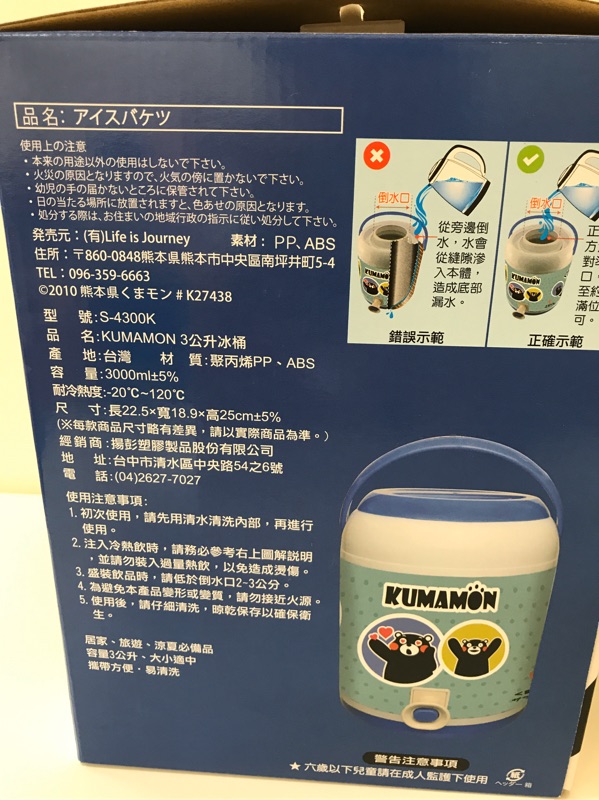 品名: アイスバケツ
使用上の注意
・本来の用途以外の使用はしないで下さい。
・火災の原因となりますので、火気の傍に置かないで下さい。
・幼児の手の届かないところに保管されて下さい。
・日の当たる場所に放置されますと、色あせの原因となります。
・処分する際は、お住まいの地域行政の指示に従い処分して下さい。
発売元：(有)Life is Journey 素材： PP、ABS
住所：〒860-0848熊本県熊本市中央區南坪井町5-4
TEL：096-359-6663
©2010 熊本県くまモン # K27438
型 號:S-4300K
品 名:KUMAMON 3公升冰桶
產 地:台灣 材 質:聚丙烯PP、ABS
容 量:3000ml±5%
耐冷熱度:-20℃~120℃
尺 寸:長22.5×寬18.9×高25cm±5%
(※每款商品尺寸略有差異，請以實際商品為準。)
經銷商:揚彭塑膠製品股份有限公司
地 址:台中市清水區中央路54之6號
電 話:(04)2627-7027
使用注意事項:
1. 初次使用，請先用清水清洗內部，再進行
使用。
2. 注入冷熱飲時，請務必參考右上圖解說明
，並請勿裝入過量熱飲，以免造成燙傷。
3. 盛裝飲品時，請低於倒水口2-3公分。
4. 為避免本產品變形或變質，請勿接近火源。
5. 使用後，請仔細清洗，晾乾保存以確保衛
生。
居家、旅遊、涼夏必備品
容量3公升、大小適中
攜帶方便，易清洗
倒水口
從旁邊倒
水，水會
從縫隙滲
入本體，
造成底部
漏水。
KUMAMON
錯誤示範
倒水口
正
方
對準
口，
至約
滿位
可。
KUMAM
正確示範
KUMAMON
警告注意事項
★ 六歲以下兒童請在成人監護下使用
紙
ヘッダー 箱